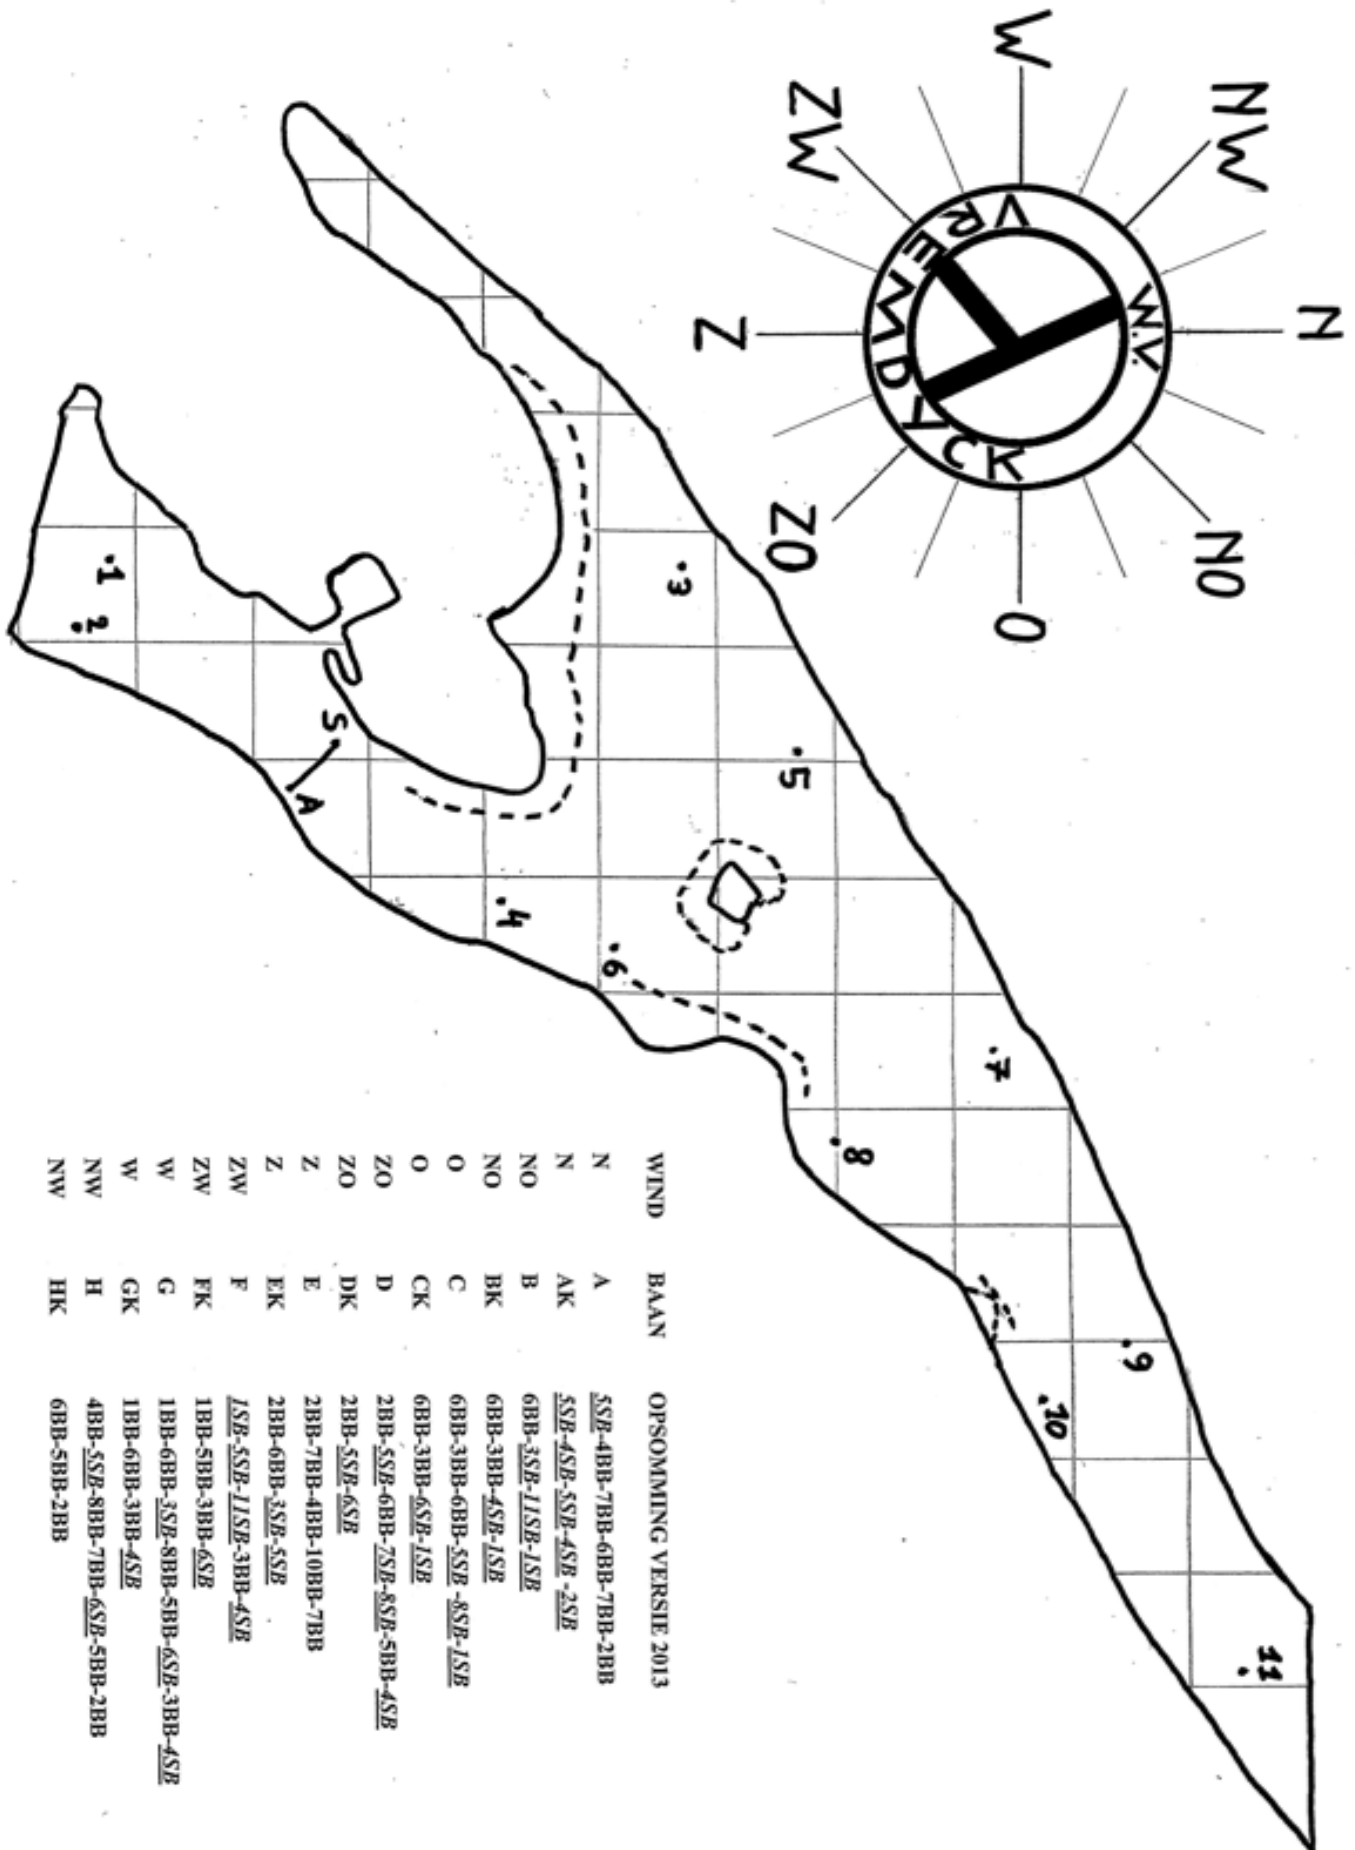 N
NW
NO
W
O
ZW
ZO
Z
W.V. VREMDYCK
11
9
10
7
8
5
3
6
4
S
A
1
2
WIND BAAN OPSOMMING VERSIE 2013
N A 5SB-4BB-7BB-6BB-7BB-2BB
N AK 5SB-4SB-5SB-4SB -2SB
NO B 6BB-3SB-11SB-1SB
NO BK 6BB-3BB-4SB-1SB
O C 6BB-3BB-6BB-5SB -8SB-1SB
O CK 6BB-3BB-6SB-1SB
ZO D 2BB-5SB-6BB-7SB-8SB-5BB-4SB
ZO DK 2BB-5SB-6SB
Z E 2BB-7BB-4BB-10BB-7BB
Z EK 2BB-6BB-3SB-5SB
ZW F 1SB-5SB-11SB-3BB-4SB
ZW FK 1BB-5BB-3BB-6SB
W G 1BB-6BB-3SB-8BB-5BB-6SB-3BB-4SB
W GK 1BB-6BB-3BB-4SB
NW H 4BB-5SB-8BB-7BB-6SB-5BB-2BB
NW HK 6BB-5BB-2BB